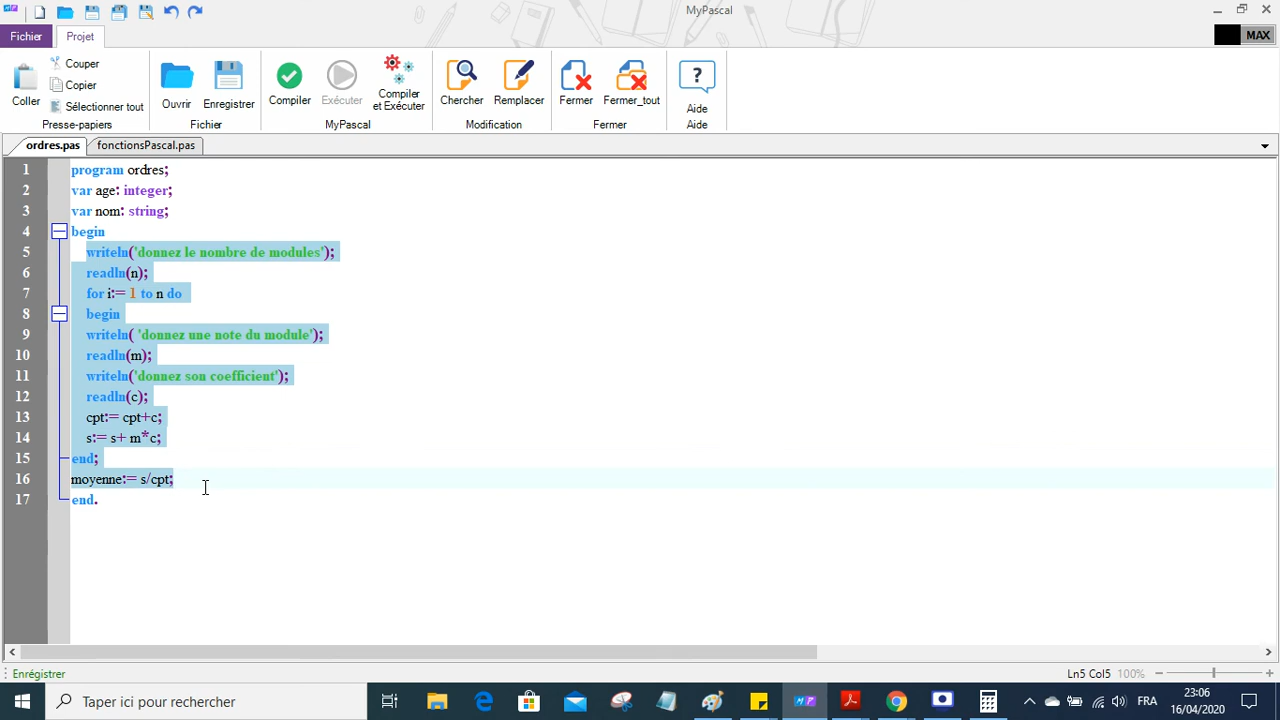 MyPascal
Fichier
Projet
MAX
Coller
Couper
Copier
Sélectionner tout
Presse-papiers
Ouvrir
Enregistrer
Fichier
Compiler
Exécuter
Compiler
et Exécuter
MyPascal
Chercher
Remplacer
Modification
Fermer
Fermer_tout
Fermer
?
Aide
Aide
ordres.pas
fonctionsPascal.pas
1 program ordres;
2 var age: integer;
3 var nom: string;
4 begin
5 writeln('donnez le nombre de modules');
6 readln(n);
7 for i:= 1 to n do
8 begin
9 writeln( 'donnez une note du module');
10 readln(m);
11 writeln('donnez son coefficient');
12 readln(c);
13 cpt:= cpt+c;
14 s:= s+ m*c;
15 end;
16 moyenne:= s/cpt;
17 end.
Enrégistrer
Ln5 Col5 100%
Taper ici pour rechercher
FRA
23:06
16/04/2020